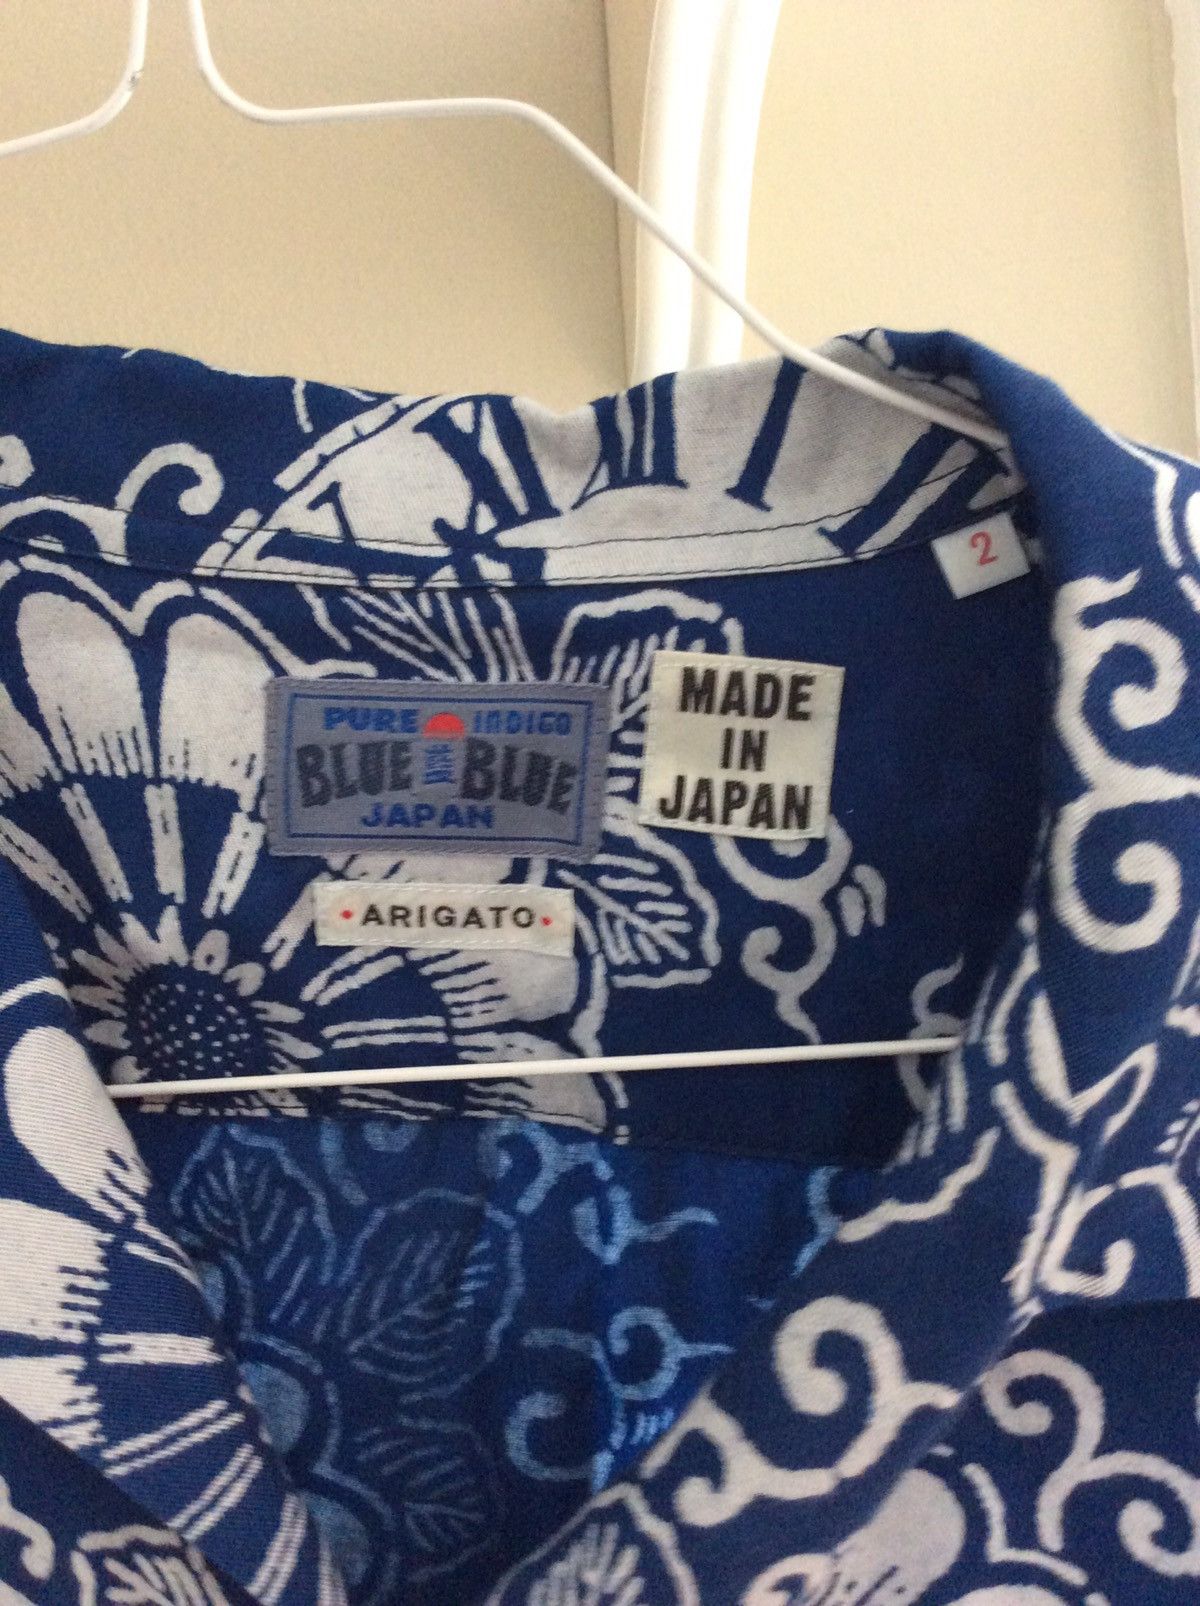 2
MADE
IN
JAPAN
PURE INDIGO
BLUE BLUE
JAPAN
• ARIGATO •